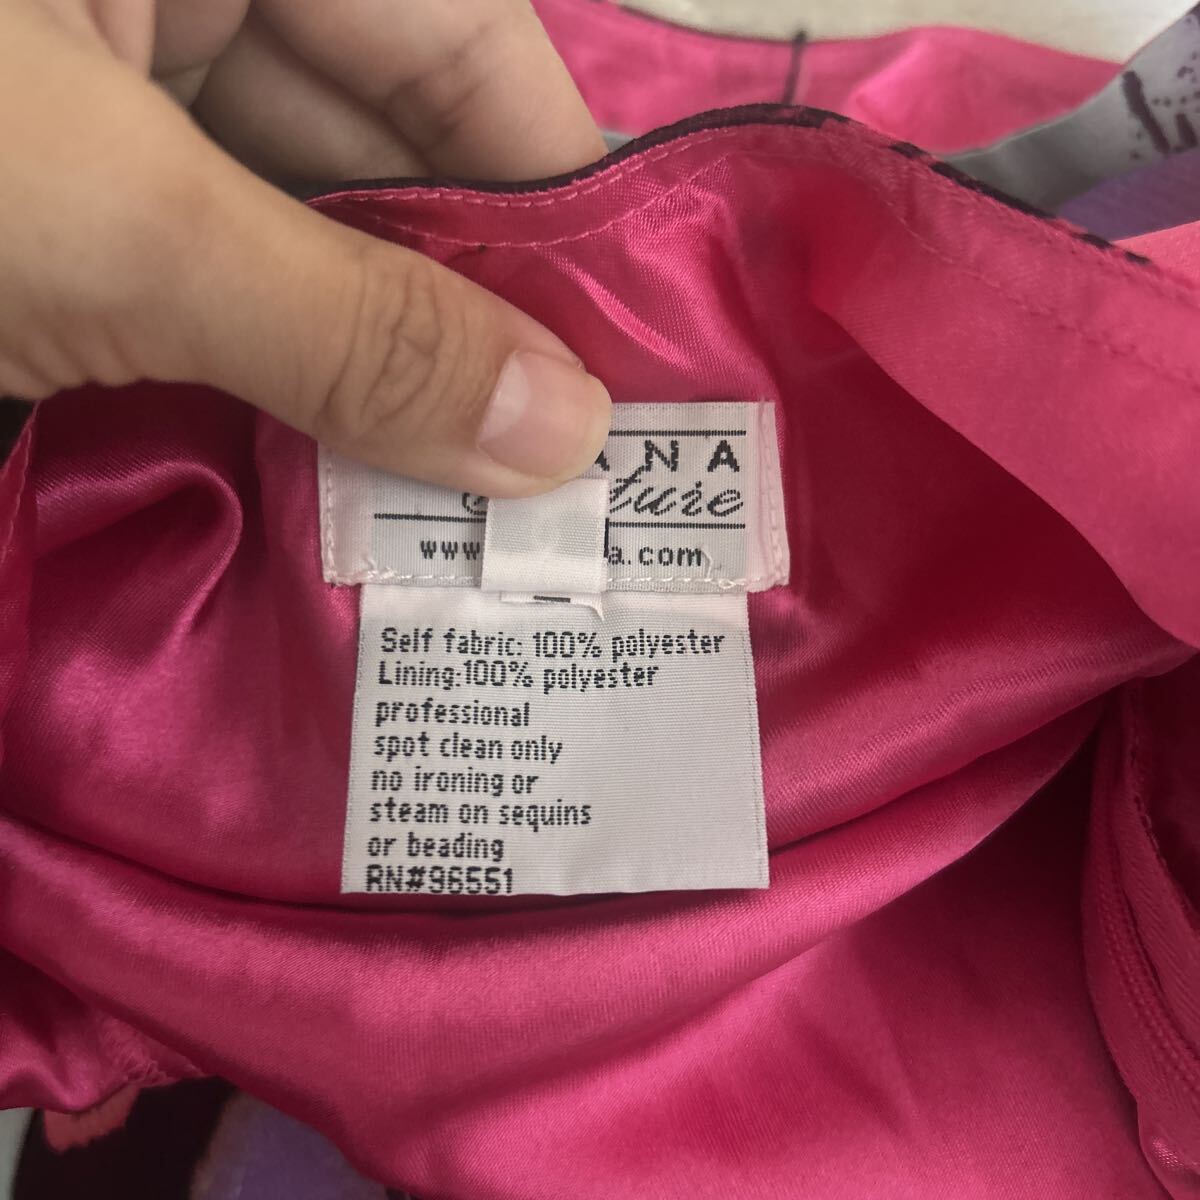 ANA
ture
www. a.com
Self fabric: 100% polyester
Lining:100% polyester
professional
spot clean only
no ironing or
steam on sequins
or beading
RN#96551